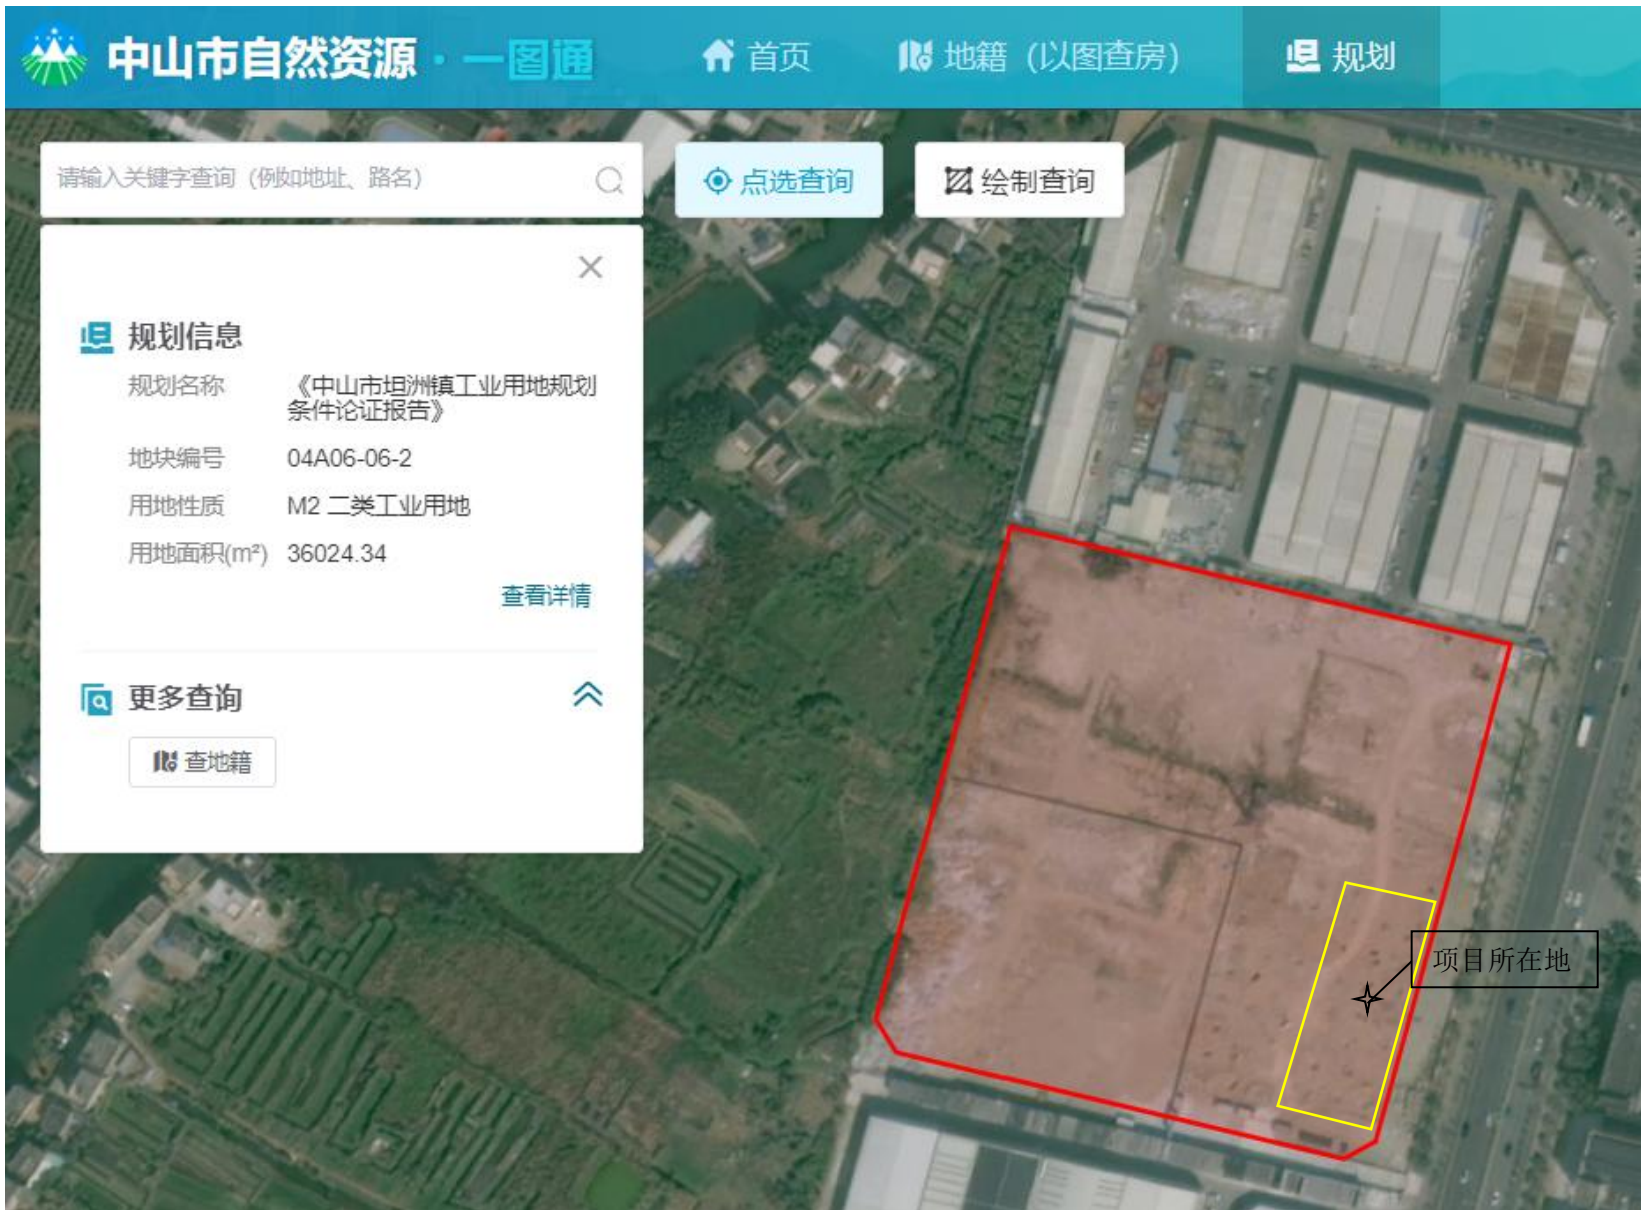 中山市自然资源·一图通
首页
地籍（以图查房）
规划
请输入关键字查询（例如地址、路名）
点选查询
绘制查询
规划信息
规划名称 《中山市坦洲镇工业用地规划
条件论证报告》
地块编号 04A06-06-2
用地性质 M2 二类工业用地
用地面积(m²) 36024.34
查看详情
更多查询
查地籍
项目所在地